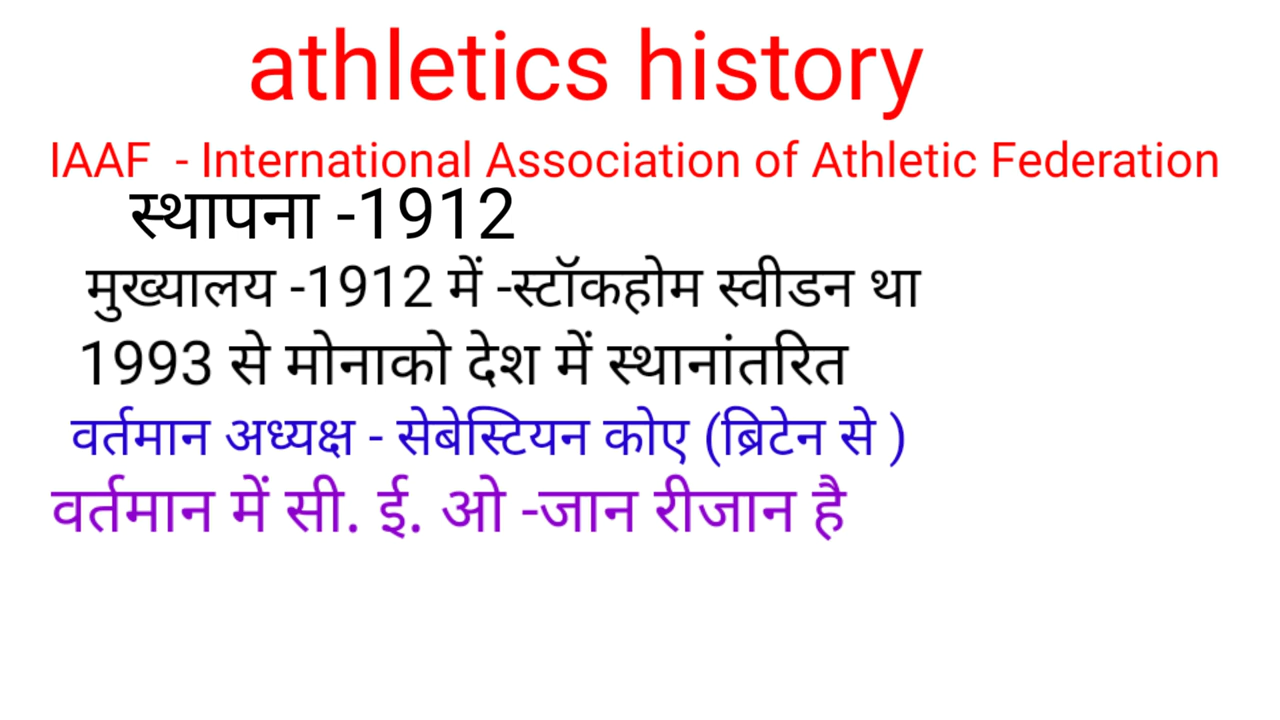 athletics history
IAAF - International Association of Athletic Federation
स्थापना -1912
मुख्यालय -1912 में -स्टॉकहोम स्वीडन था
1993 से मोनाको देश में स्थानांतरित
वर्तमान अध्यक्ष - सेबेस्टियन कोए (ब्रिटेन से )
वर्तमान में सी. ई. ओ -जान रीजान है